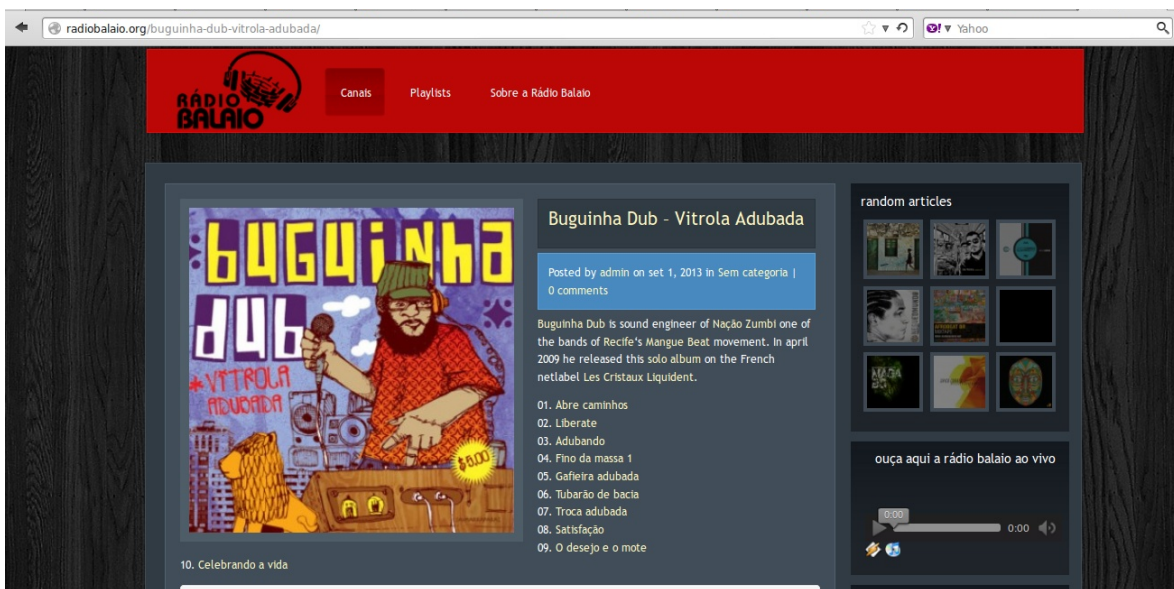 radiobalaio.org/buguinha-dub-vitrola-adubada/
Yahoo
RÁDIO
BALAIO
Canais
Playlists
Sobre a Rádio Balaio
buguinha
dub
* VITROLA
ADUBADA
$5.00
Buguinha Dub – Vitrola Adubada
Posted by admin on set 1, 2013 in Sem categoria |
0 comments
Buguinha Dub is sound engineer of Nação Zumbi one of
the bands of Recife's Mangue Beat movement. In april
2009 he released this solo album on the French
netlabel Les Cristaux Liquident.
01. Abre caminhos
02. Liberate
03. Adubando
04. Fino da massa 1
05. Gafieira adubada
06. Tubarão de bacia
07. Troca adubada
08. Satisfação
09. O desejo e o mote
10. Celebrando a vida
random articles
ouça aqui a rádio balaio ao vivo
0:00
0:00